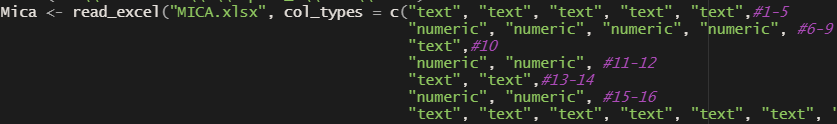 Mica <- read_excel("MICA.xlsx", col_types = c("text", "text", "text", "text", "text",#1-5
"numeric", "numeric", "numeric", "numeric", #6-9
"text",#10
"numeric", "numeric", #11-12
"text", "text",#13-14
"numeric", "numeric", #15-16
"text", "text", "text", "text", "text", "text", "